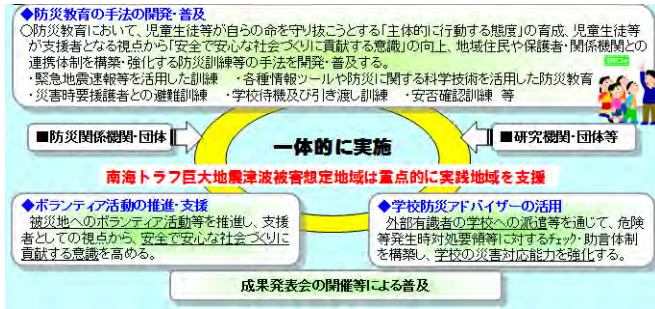 ◆防災教育の手法の開発・普及
○防災教育において、児童生徒等が自らの命を守り抜こうとする「主体的に行動する態度」の育成、児童生徒等
が支援者となる視点から「安全で安心な社会づくりに貢献する意識」の向上、地域住民や保護者・関係機関との
連携体制を構築・強化する防災訓練等の手法を開発・普及する。
・緊急地震速報等を活用した訓練　・各種情報ツールや防災に関する科学技術を活用した防災教育
・災害時要援護者との避難訓練　・学校待機及び引き渡し訓練　・安否確認訓練　等
■防災関係機関・団体
一体的に実施
■研究機関・団体等
南海トラフ巨大地震津波被害想定地域は重点的に実践地域を支援
◆ボランティア活動の推進・支援
被災地へのボランティア活動等を推進し、支援
者としての視点から、安全で安心な社会づくりに
貢献する意識を高める。
◆学校防災アドバイザーの活用
外部有識者の学校への派遣等を通じて、危険
等発生時対処要領等に対するチェック・助言体制
を構築し、学校の災害対応能力を強化する。
成果発表会の開催等による普及